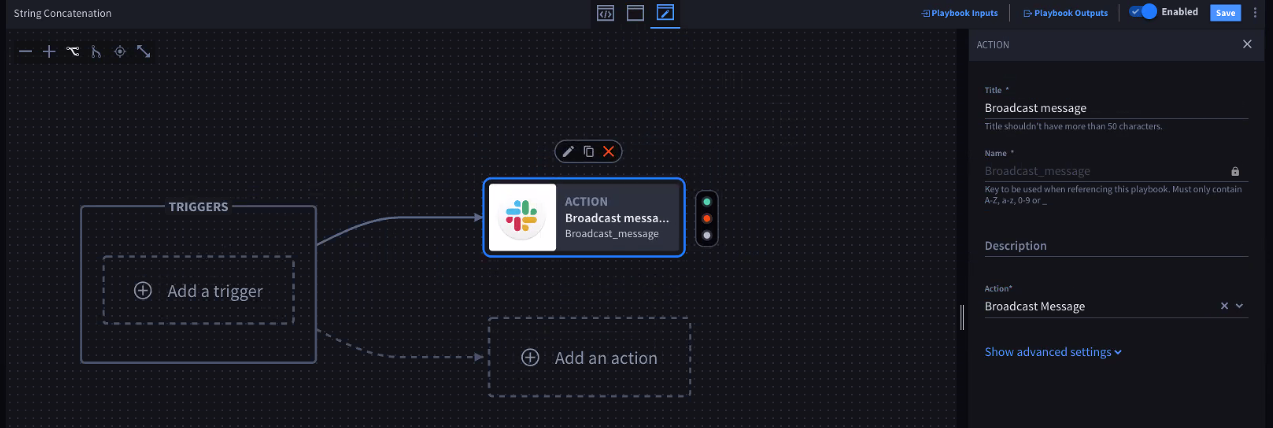 String Concatenation
Playbook Inputs
Playbook Outputs
Enabled
Save
ACTION
Title *
Broadcast message
Title shouldn't have more than 50 characters.
Name *
Broadcast_message
Key to be used when referencing this playbook. Must only contain
A-Z, a-z, 0-9 or _
Description
Action*
Broadcast Message
Show advanced settings
TRIGGERS
Add a trigger
ACTION
Broadcast messa...
Broadcast_message
Add an action